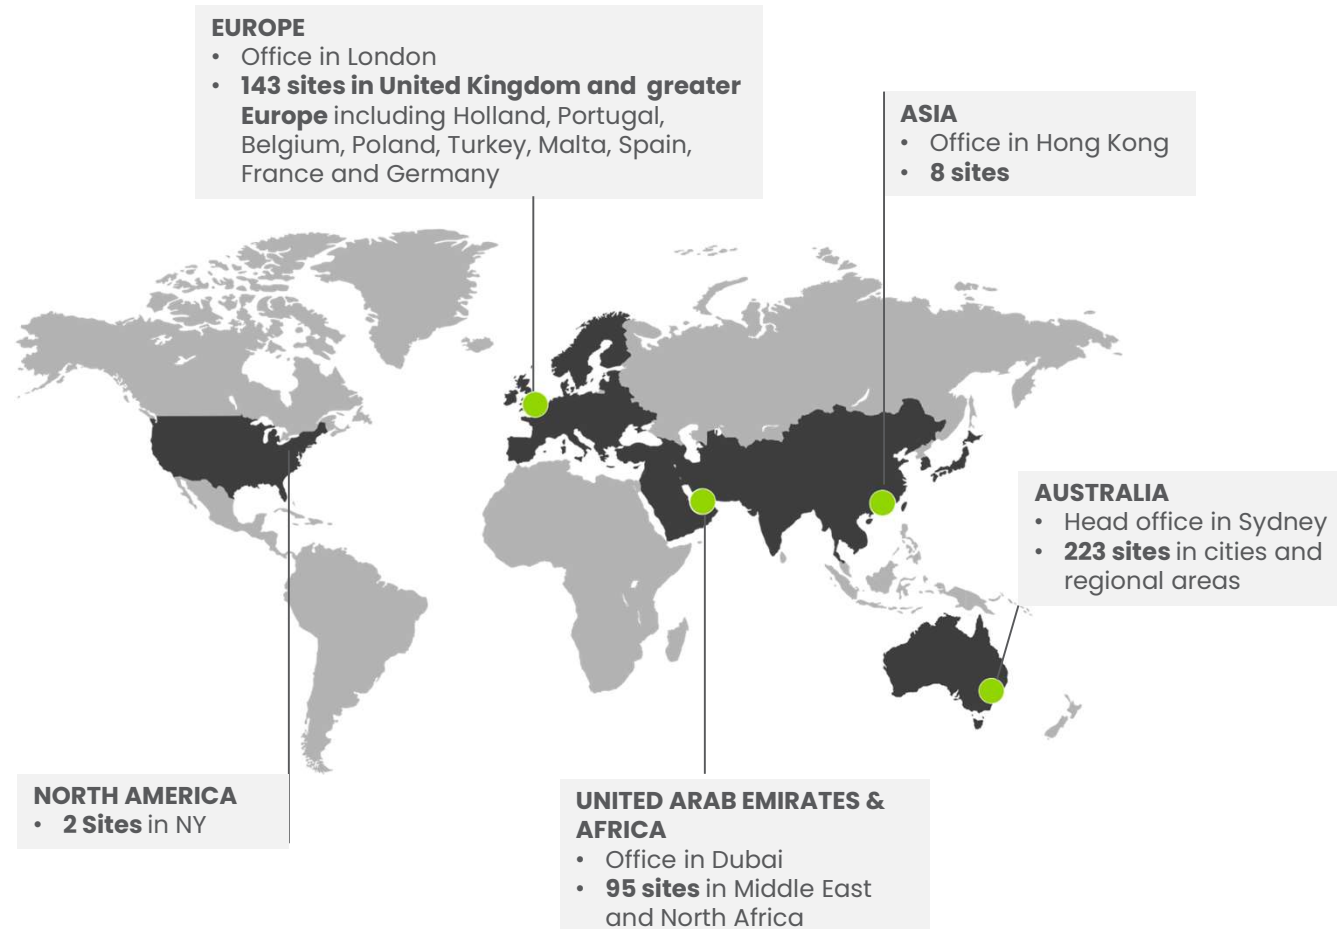 EUROPE
• Office in London
• 143 sites in United Kingdom and greater
Europe including Holland, Portugal,
Belgium, Poland, Turkey, Malta, Spain,
France and Germany
ASIA
• Office in Hong Kong
• 8 sites
AUSTRALIA
• Head office in Sydney
• 223 sites in cities and
regional areas
NORTH AMERICA
• 2 Sites in NY
UNITED ARAB EMIRATES &
AFRICA
• Office in Dubai
• 95 sites in Middle East
and North Africa